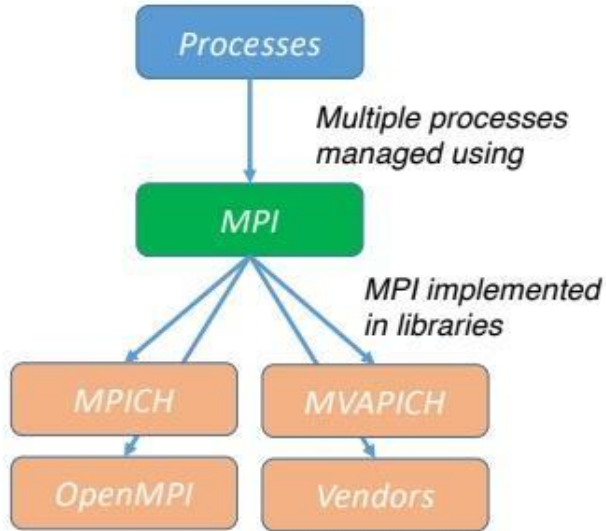 Processes
Multiple processes
managed using
MPI
MPI implemented
in libraries
MPICH
MVAPICH
OpenMPI
Vendors